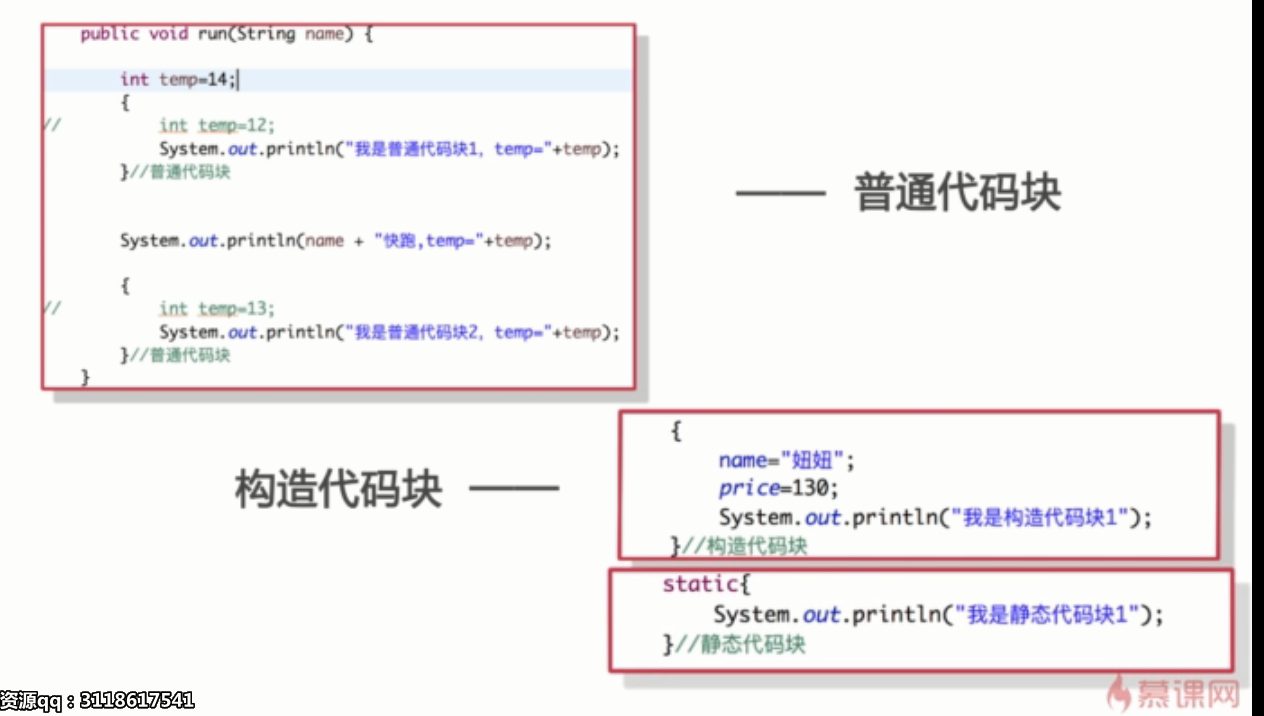 public void run(String name) {
int temp=14;
{
// int temp=12;
System.out.println("我是普通代码块1，temp="+temp);
}//普通代码块
System.out.println(name + "快跑,temp="+temp);
{
// int temp=13;
System.out.println("我是普通代码块2，temp="+temp);
}//普通代码块
}
—— 普通代码块
构造代码块 ——
{
name="妞妞";
price=130;
System.out.println("我是构造代码块1");
}//构造代码块
static{
System.out.println("我是静态代码块1");
}//静态代码块
资源qq：3118617541
慕课网